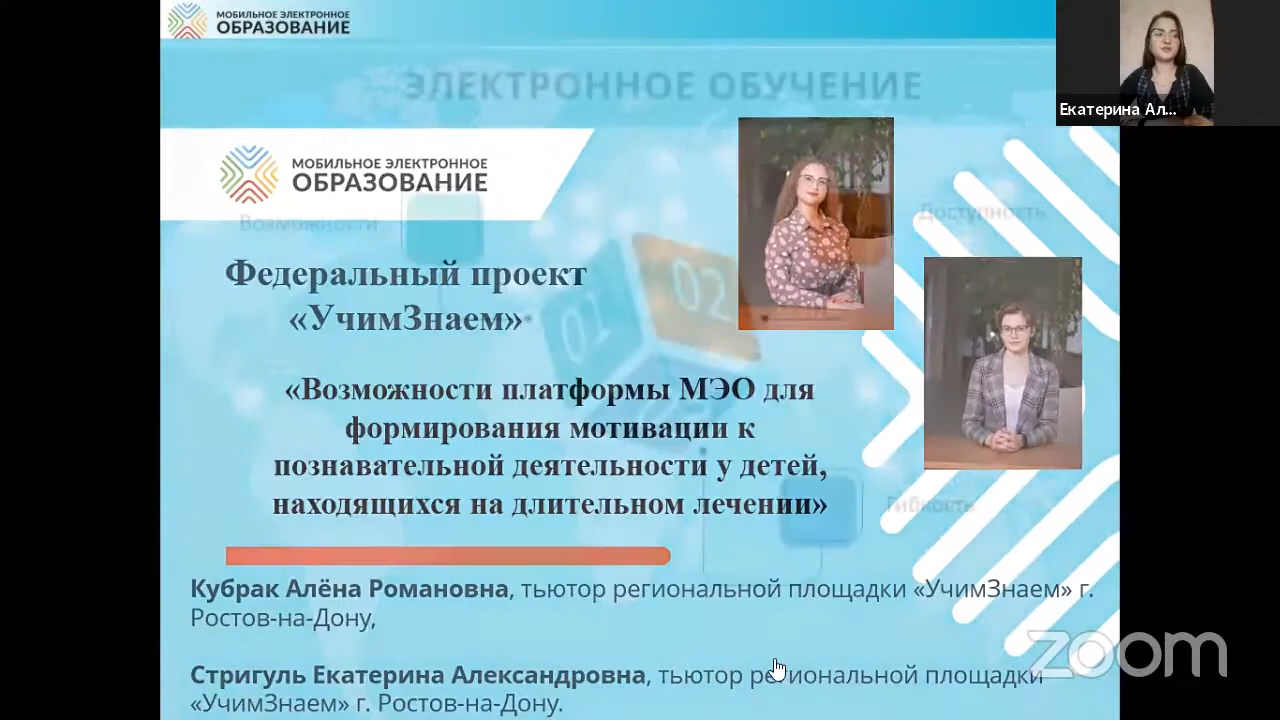 МОБИЛЬНОЕ ЭЛЕКТРОННОЕ
ОБРАЗОВАНИЕ
ЭЛЕКТРОННОЕ ОБУЧЕНИЕ
Екатерина Ал...
МОБИЛЬНОЕ ЭЛЕКТРОННОЕ
ОБРАЗОВАНИЕ
Возможности
Доступность
Федеральный проект
«УчимЗнаем»
01
02
«Возможности платформы МЭО для
формирования мотивации к
познавательной деятельности у детей,
находящихся на длительном лечении»
Гибкость
Кубрак Алёна Романовна, тьютор региональной площадки «УчимЗнаем» г.
Ростов-на-Дону,
Стригуль Екатерина Александровна, тьютор региональной площадки
«УчимЗнаем» г. Ростов-на-Дону.
zoom